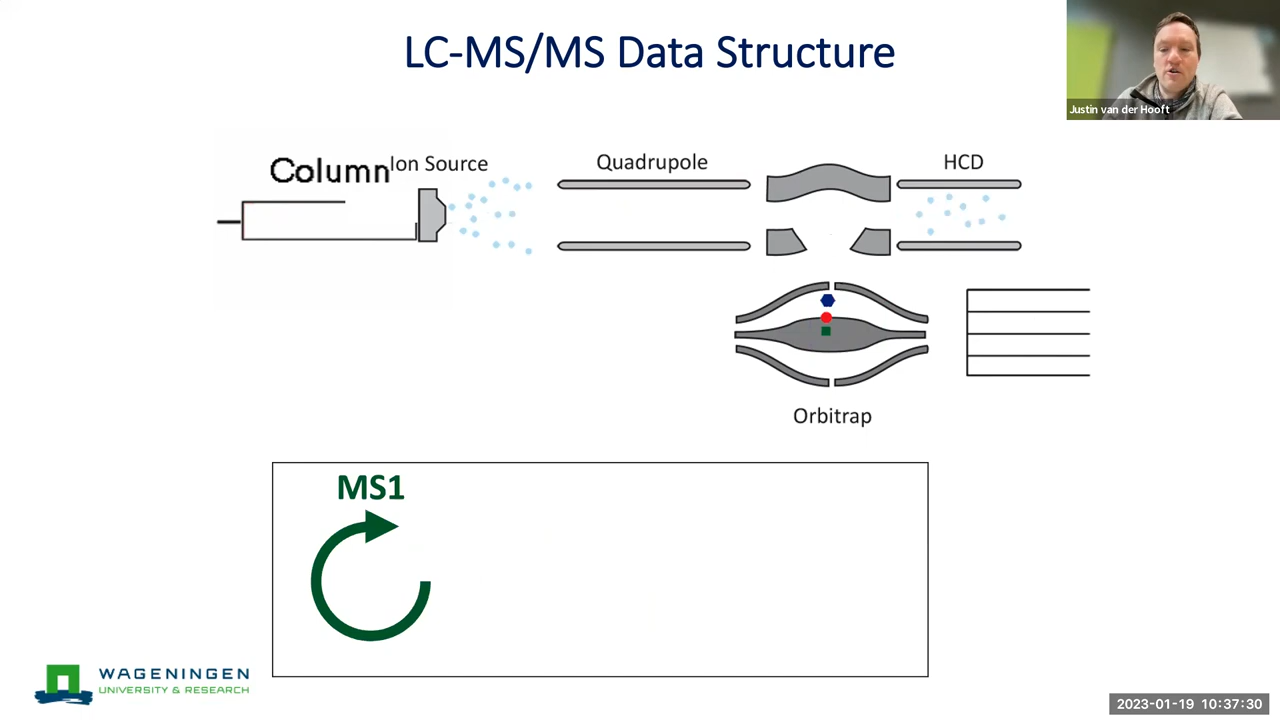 LC-MS/MS Data Structure
Justin van der Hooft
Column
Ion Source
Quadrupole
HCD
Orbitrap
MS1
WAGENINGEN
UNIVERSITY & RESEARCH
2023-01-19 10:37:30